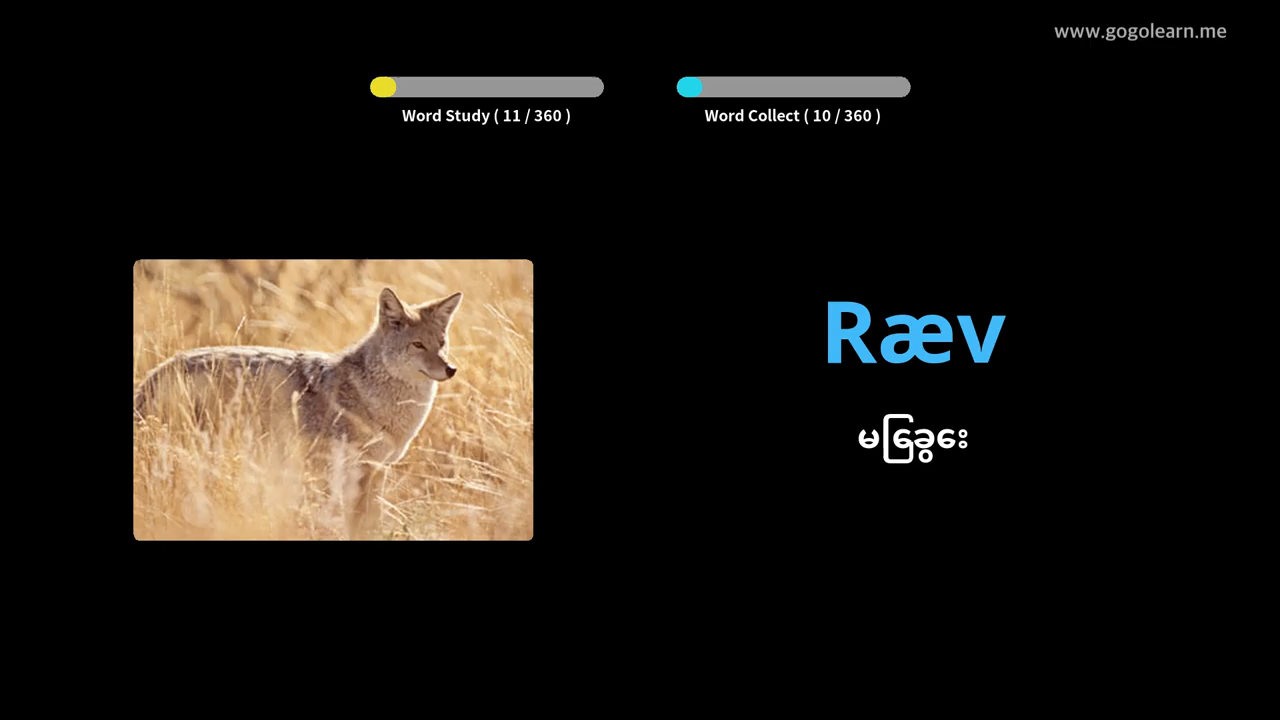 www.gogolearn.me
Word Study ( 11 / 360 )
Word Collect ( 10 / 360 )
Ræv
မြေခွေး